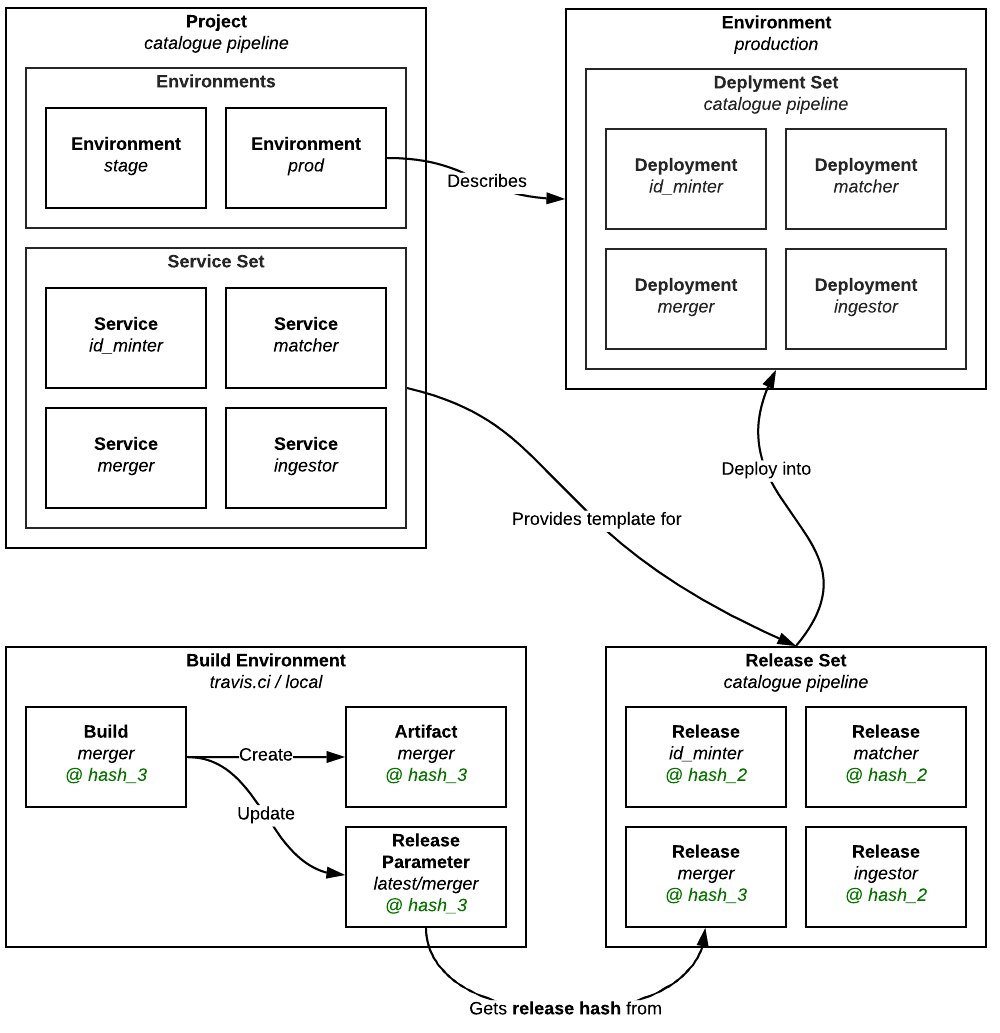 Project
catalogue pipeline
Environments
Environment
stage
Environment
prod
Service Set
Service
id_minter
Service
matcher
Service
merger
Service
ingestor
Describes
Environment
production
Deplyment Set
catalogue pipeline
Deployment
id_minter
Deployment
matcher
Deployment
merger
Deployment
ingestor
Deploy into
Provides template for
Build Environment
travis.ci / local
Build
merger
@ hash_3
Create
Update
Artifact
merger
@ hash_3
Release
Parameter
latest/merger
@ hash_3
Release Set
catalogue pipeline
Release
id_minter
@ hash_2
Release
matcher
@ hash_2
Release
merger
@ hash_3
Release
ingestor
@ hash_2
Gets release hash from